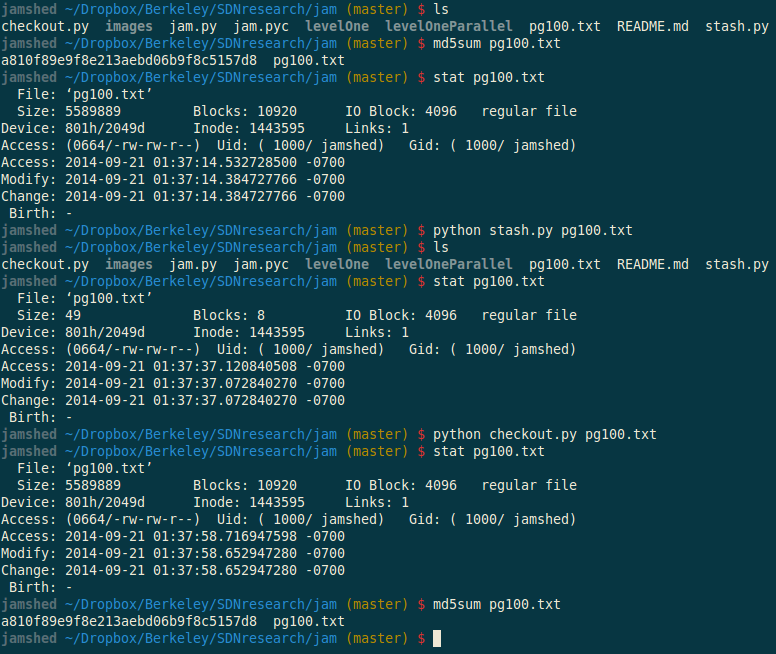 jamshed ~/Dropbox/Berkeley/SDNresearch/jam (master) $ ls
checkout.py  images  jam.py  jam.pyc  levelOne  levelOneParallel  pg100.txt  README.md  stash.py
jamshed ~/Dropbox/Berkeley/SDNresearch/jam (master) $ md5sum pg100.txt
a810f89e9f8e213aebd06b9f8c5157d8  pg100.txt
jamshed ~/Dropbox/Berkeley/SDNresearch/jam (master) $ stat pg100.txt
  File: ‘pg100.txt’
  Size: 5589889         Blocks: 10920      IO Block: 4096   regular file
Device: 801h/2049d      Inode: 1443595     Links: 1
Access: (0664/-rw-rw-r--)  Uid: ( 1000/ jamshed)   Gid: ( 1000/ jamshed)
Access: 2014-09-21 01:37:14.532728500 -0700
Modify: 2014-09-21 01:37:14.384727766 -0700
Change: 2014-09-21 01:37:14.384727766 -0700
 Birth: -
jamshed ~/Dropbox/Berkeley/SDNresearch/jam (master) $ python stash.py pg100.txt
jamshed ~/Dropbox/Berkeley/SDNresearch/jam (master) $ ls
checkout.py  images  jam.py  jam.pyc  levelOne  levelOneParallel  pg100.txt  README.md  stash.py
jamshed ~/Dropbox/Berkeley/SDNresearch/jam (master) $ stat pg100.txt
  File: ‘pg100.txt’
  Size: 49              Blocks: 8          IO Block: 4096   regular file
Device: 801h/2049d      Inode: 1443595     Links: 1
Access: (0664/-rw-rw-r--)  Uid: ( 1000/ jamshed)   Gid: ( 1000/ jamshed)
Access: 2014-09-21 01:37:37.120840508 -0700
Modify: 2014-09-21 01:37:37.072840270 -0700
Change: 2014-09-21 01:37:37.072840270 -0700
 Birth: -
jamshed ~/Dropbox/Berkeley/SDNresearch/jam (master) $ python checkout.py pg100.txt
jamshed ~/Dropbox/Berkeley/SDNresearch/jam (master) $ stat pg100.txt
  File: ‘pg100.txt’
  Size: 5589889         Blocks: 10920      IO Block: 4096   regular file
Device: 801h/2049d      Inode: 1443595     Links: 1
Access: (0664/-rw-rw-r--)  Uid: ( 1000/ jamshed)   Gid: ( 1000/ jamshed)
Access: 2014-09-21 01:37:58.716947598 -0700
Modify: 2014-09-21 01:37:58.652947280 -0700
Change: 2014-09-21 01:37:58.652947280 -0700
 Birth: -
jamshed ~/Dropbox/Berkeley/SDNresearch/jam (master) $ md5sum pg100.txt
a810f89e9f8e213aebd06b9f8c5157d8  pg100.txt
jamshed ~/Dropbox/Berkeley/SDNresearch/jam (master) $